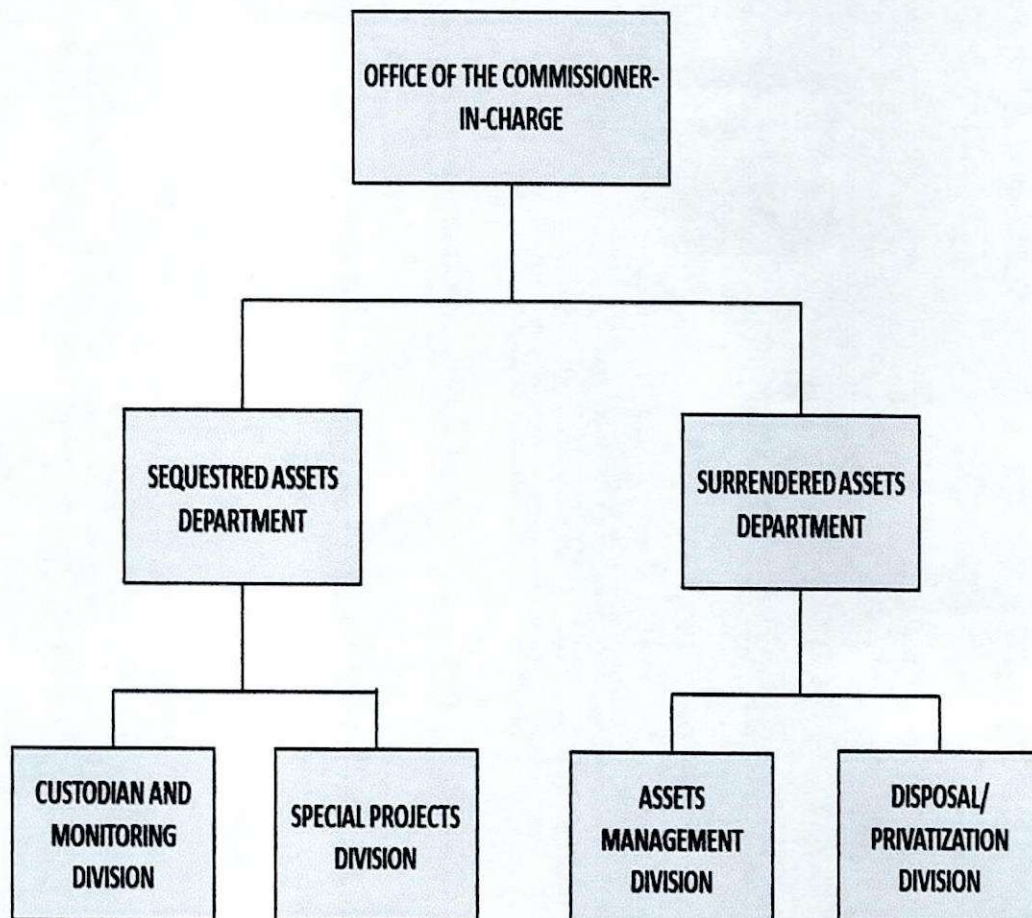 OFFICE OF THE COMMISSIONER-
IN-CHARGE
SEQUESTRED ASSETS
DEPARTMENT
SURRENDERED ASSETS
DEPARTMENT
CUSTODIAN AND
MONITORING
DIVISION
SPECIAL PROJECTS
DIVISION
ASSETS
MANAGEMENT
DIVISION
DISPOSAL/
PRIVATIZATION
DIVISION